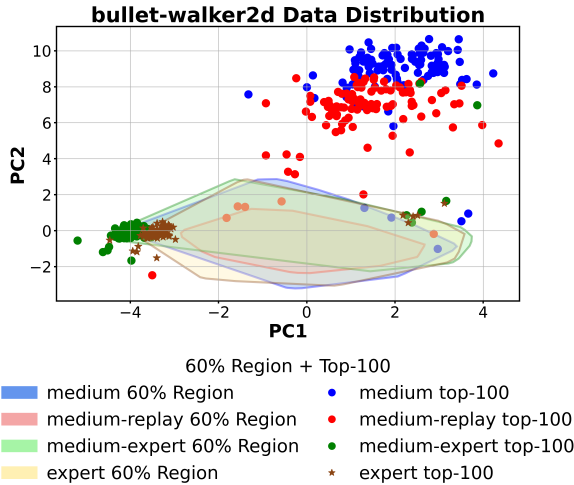 bullet-walker2d Data Distribution
10
8
6
4
2
0
−2
PC2
−4
−2
0
2
4
PC1
60% Region + Top-100
medium 60% Region
medium top-100
medium-replay 60% Region
medium-replay top-100
medium-expert 60% Region
medium-expert top-100
expert 60% Region
expert top-100